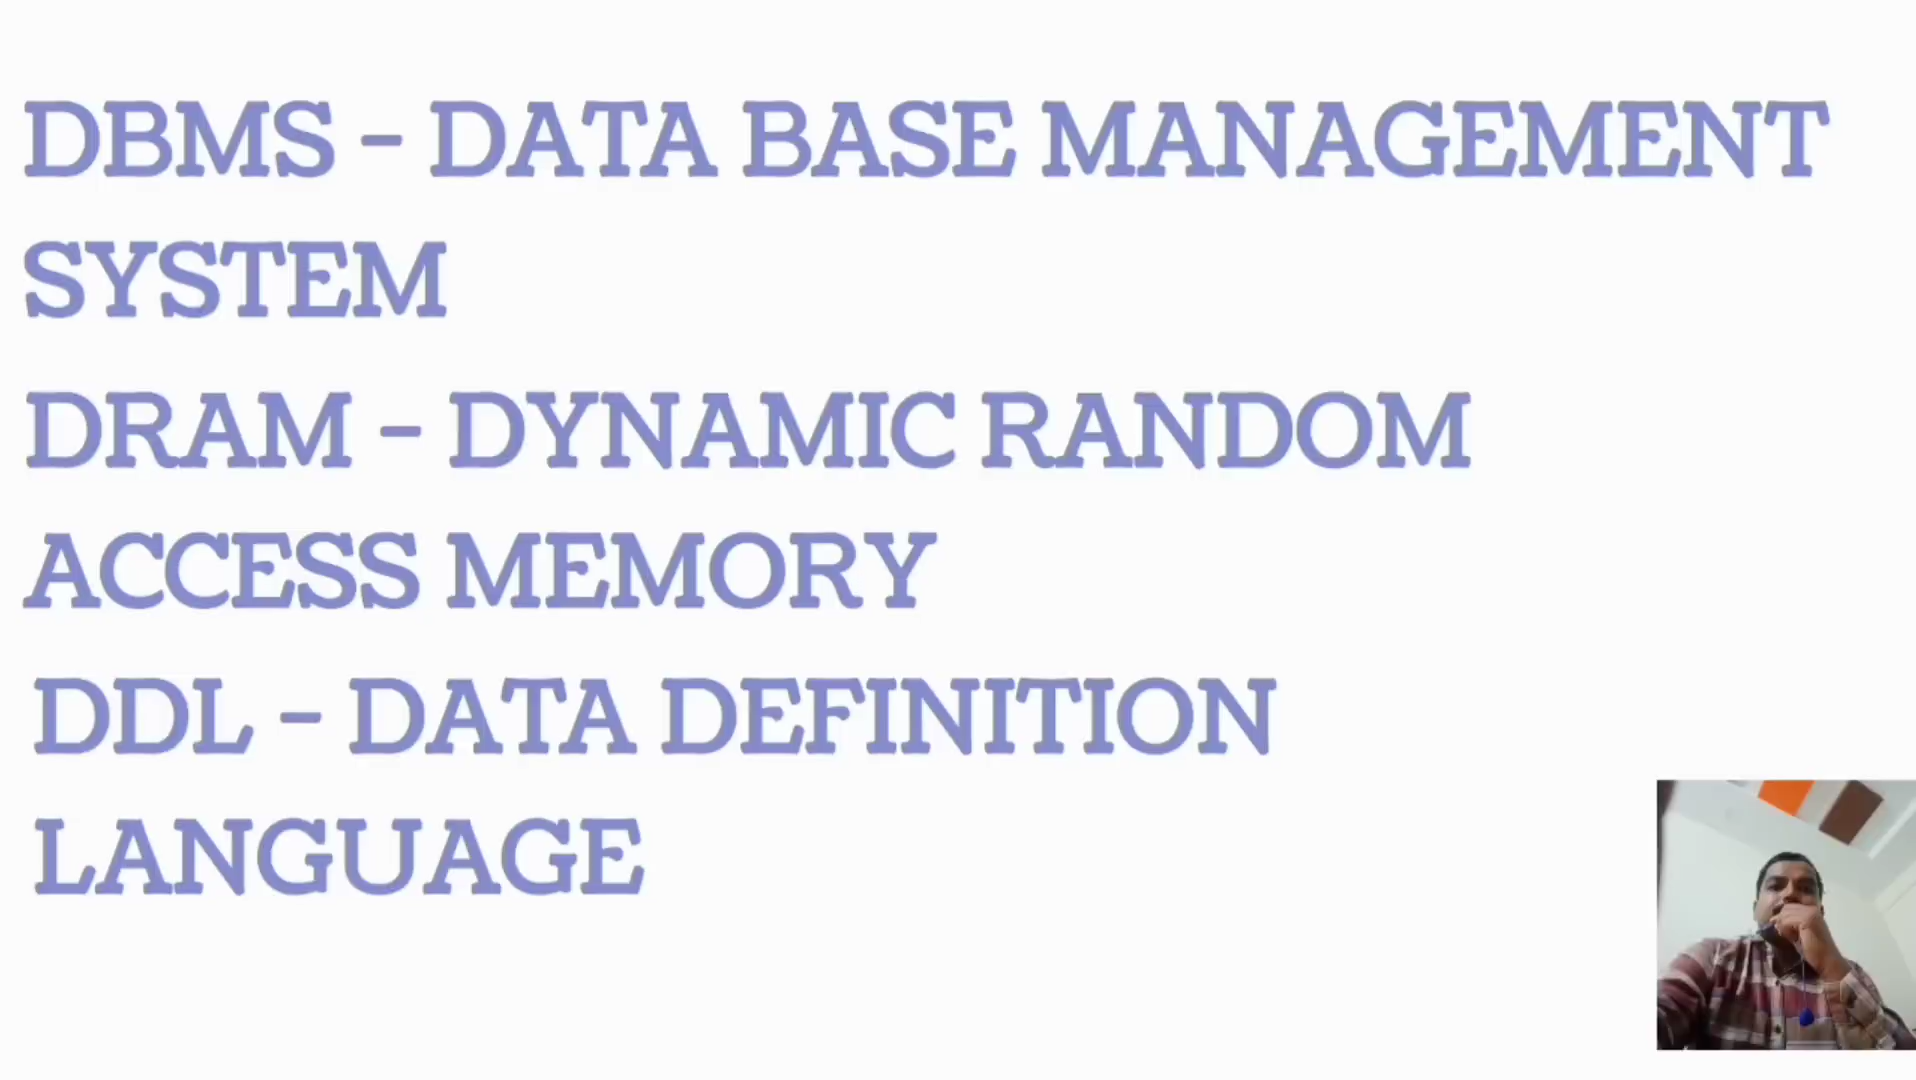 DBMS - DATA BASE MANAGEMENT
SYSTEM
DRAM - DYNAMIC RANDOM
ACCESS MEMORY
DDL - DATA DEFINITION
LANGUAGE